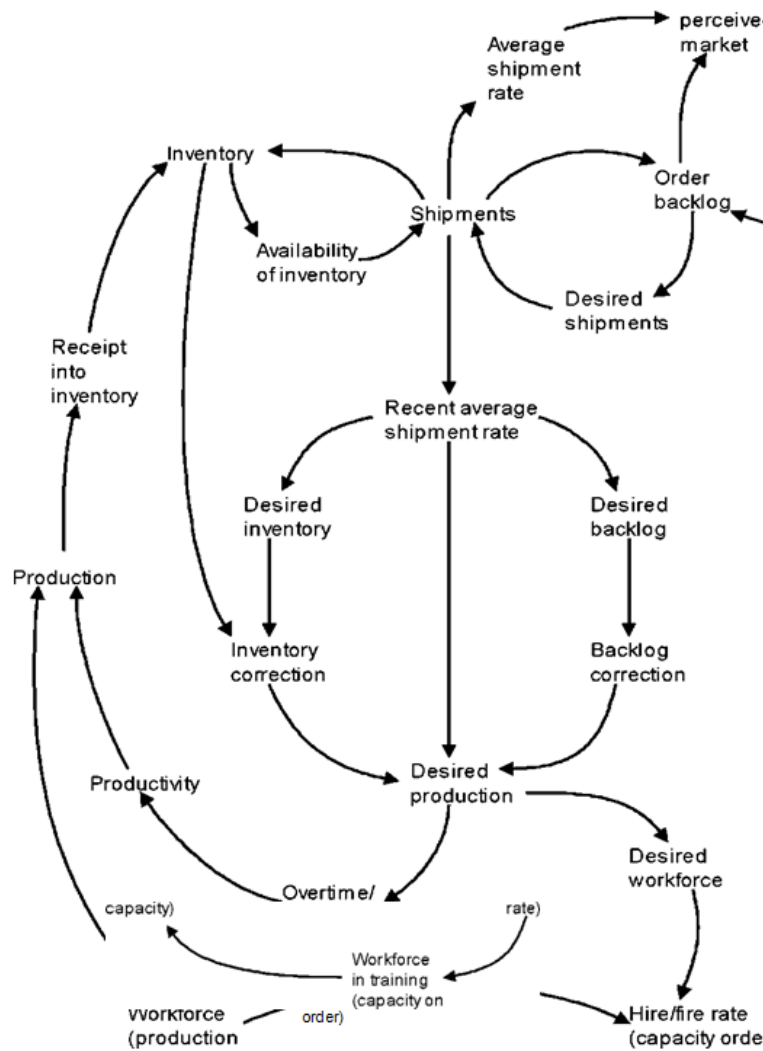 Average
shipment
rate
perceive
market
Inventory
Shipments
Order
backlog
Availability
of inventory
Desired
shipments
Receipt
into
inventory
Recent average
shipment rate
Desired
inventory
Desired
backlog
Production
Inventory
correction
Backlog
correction
Productivity
Desired
production
Desired
workforce
Overtime/
capacity)
rate)
Workforce
in training
(capacity on
order)
Workforce
(production
Hire/fire rate
(capacity orde